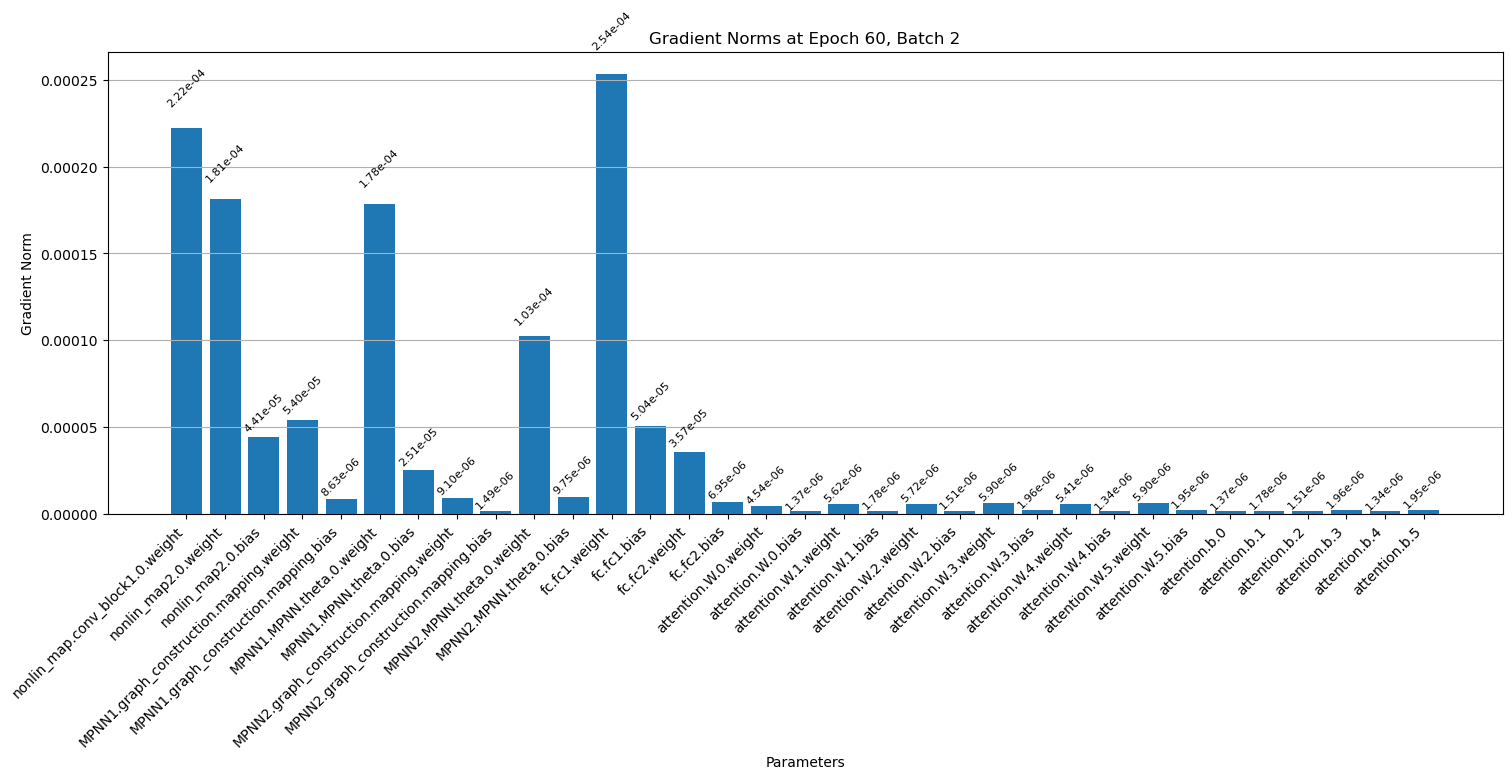 Gradient Norms at Epoch 60, Batch 2
Gradient Norm
0.00025
0.00020
0.00015
0.00010
0.00005
0.00000
2.22e-04
1.81e-04
4.41e-05
5.40e-05
8.63e-06
1.78e-04
2.51e-05
9.10e-06
1.49e-06
1.03e-04
9.75e-06
2.54e-04
5.04e-05
3.57e-05
6.95e-06
4.54e-06
1.37e-06
5.62e-06
1.78e-06
5.72e-06
1.51e-06
5.90e-06
1.96e-06
5.41e-06
1.34e-06
5.90e-06
1.95e-06
1.37e-06
1.78e-06
1.51e-06
1.96e-06
1.34e-06
1.95e-06
nonlin_map.conv_block1.0.weight
nonlin_map2.0.weight
nonlin_map2.0.bias
MPNN1.graph_construction.mapping.weight
MPNN1.graph_construction.mapping.bias
MPNN1.MPNN.theta.0.weight
MPNN1.MPNN.theta.0.bias
MPNN2.graph_construction.mapping.weight
MPNN2.graph_construction.mapping.bias
MPNN2.MPNN.theta.0.weight
MPNN2.MPNN.theta.0.bias
fc.fc1.weight
fc.fc1.bias
fc.fc2.weight
fc.fc2.bias
attention.W.0.weight
attention.W.0.bias
attention.W.1.weight
attention.W.1.bias
attention.W.2.weight
attention.W.2.bias
attention.W.3.weight
attention.W.3.bias
attention.W.4.weight
attention.W.4.bias
attention.W.5.weight
attention.W.5.bias
attention.b.0
attention.b.1
attention.b.2
attention.b.3
attention.b.4
attention.b.5
Parameters